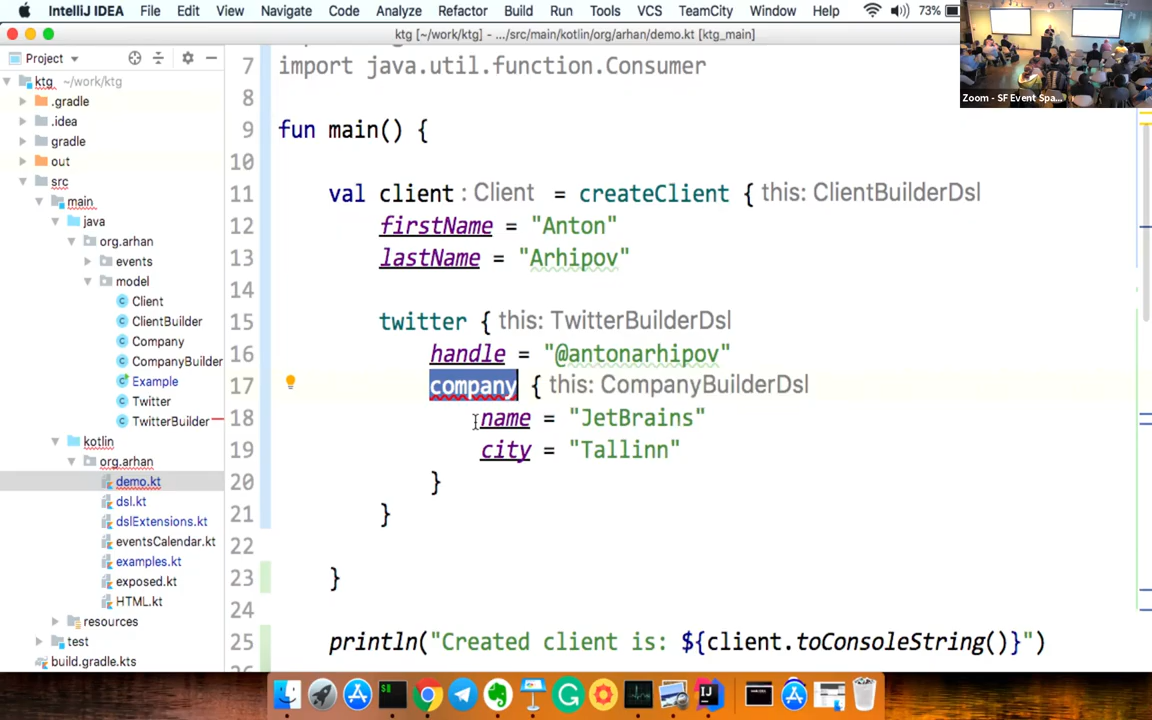 IntelliJ IDEA File Edit View Navigate Code Analyze Refactor Build Run Tools VCS TeamCity Window Help 73%
ktg [~/work/ktg] - .../src/main/kotlin/org/arhan/demo.kt [ktg_main]
Zoom - SF Event Spa...
Project
ktg ~/work/ktg
.gradle
.idea
gradle
out
src
main
java
org.arhan
events
model
Client
ClientBuilder
Company
CompanyBuilder
Example
Twitter
TwitterBuilder
kotlin
org.arhan
demo.kt
dsl.kt
dslExtensions.kt
eventsCalendar.kt
examples.kt
exposed.kt
HTML.kt
resources
test
build.gradle.kts
7 import java.util.function.Consumer
8
9 fun main() {
10
11 val client : Client = createClient { this: ClientBuilderDsl
12 firstName = "Anton"
13 lastName = "Arhipov"
14
15 twitter { this: TwitterBuilderDsl
16 handle = "@antonarhipov"
17 company { this: CompanyBuilderDsl
18 name = "JetBrains"
19 city = "Tallinn"
20 }
21 }
22
23 }
24
25 println("Created client is: ${client.toConsoleString()}")